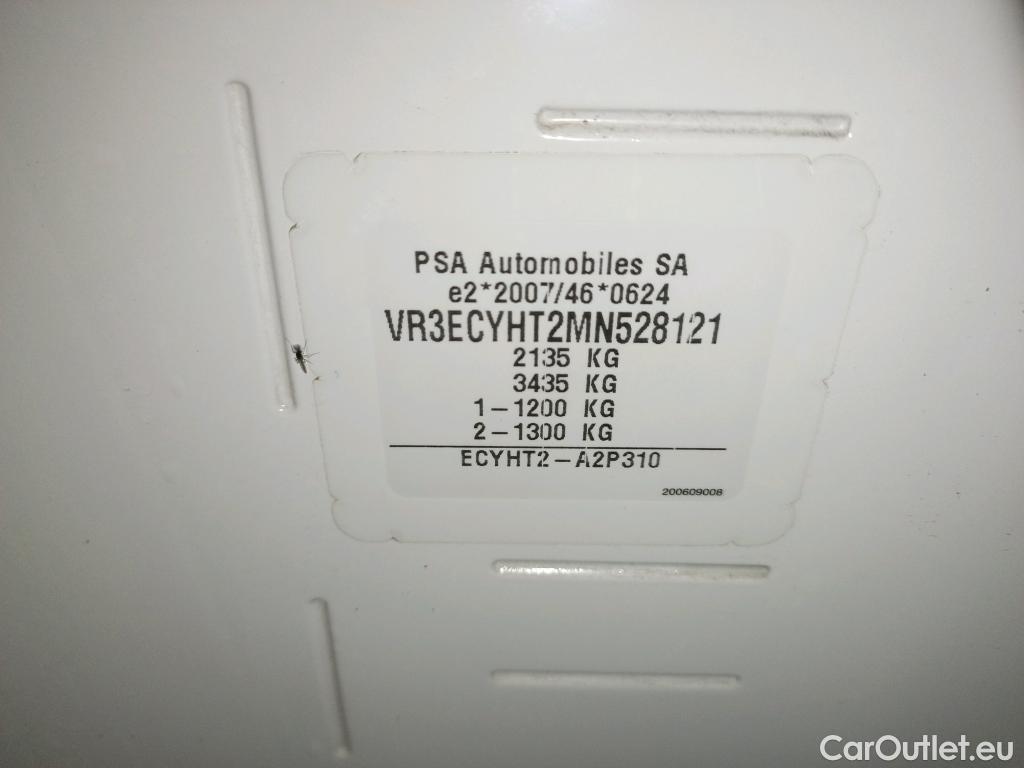 PSA Automobiles SA
e2*2007/46*0624
VR3ECYHT2MN528121
2135 KG
3435 KG
1-1200 KG
2-1300 KG
ECYHT2-A2P310
200609008
CarOutlet.eu